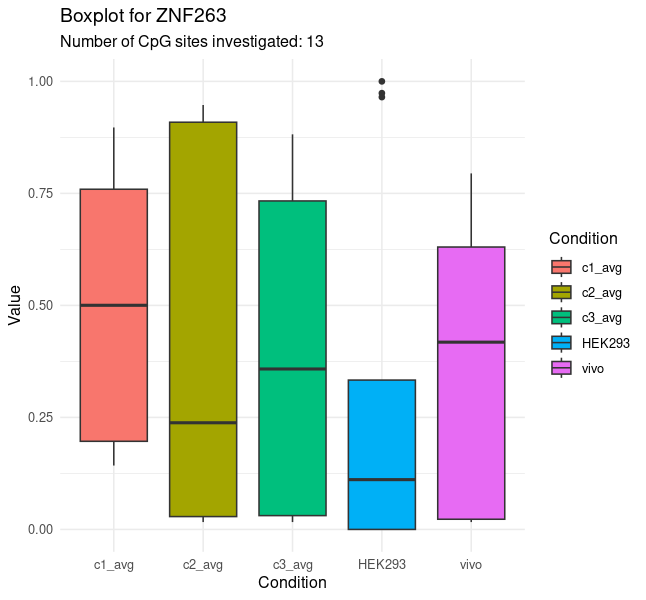 Boxplot for ZNF263
Number of CpG sites investigated: 13
1.00
0.75
0.50
0.25
0.00
Value
c1_avg
c2_avg
c3_avg
HEK293
vivo
Condition
Condition
c1_avg
c2_avg
c3_avg
HEK293
vivo